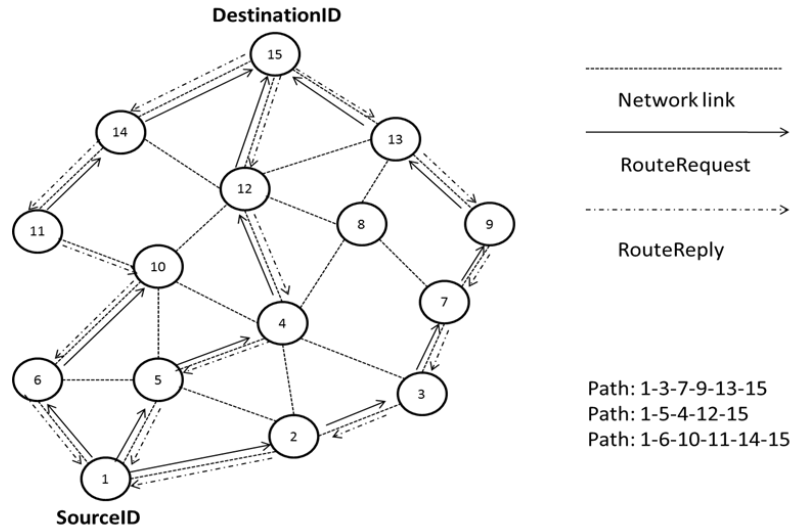 DestinationID
15
14
13
12
11
8
9
10
7
4
6
5
3
2
1
SourceID
Network link
RouteRequest
RouteReply
Path: 1-3-7-9-13-15
Path: 1-5-4-12-15
Path: 1-6-10-11-14-15